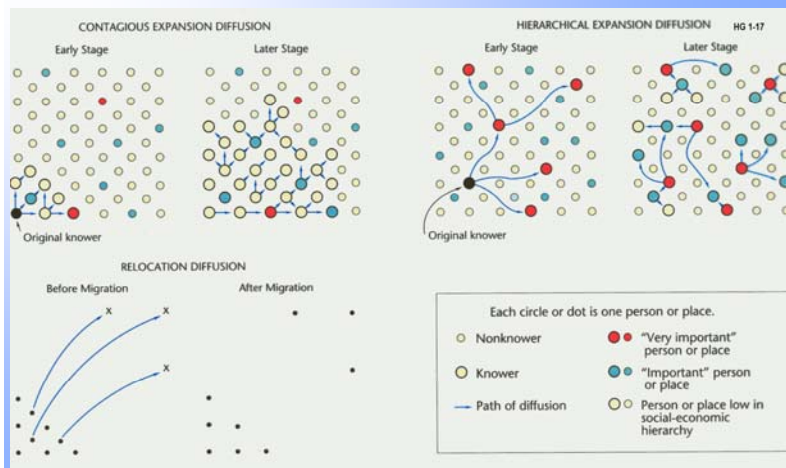 CONTAGIOUS EXPANSION DIFFUSION
Early Stage
Later Stage
Original knower
HIERARCHICAL EXPANSION DIFFUSION
HG 1-17
Early Stage
Later Stage
Original knower
RELOCATION DIFFUSION
Before Migration
After Migration
X
X
X
Each circle or dot is one person or place.
Nonknower
Knower
Path of diffusion
"Very important"
person or place
"Important" person
or place
Person or place low in
social-economic
hierarchy